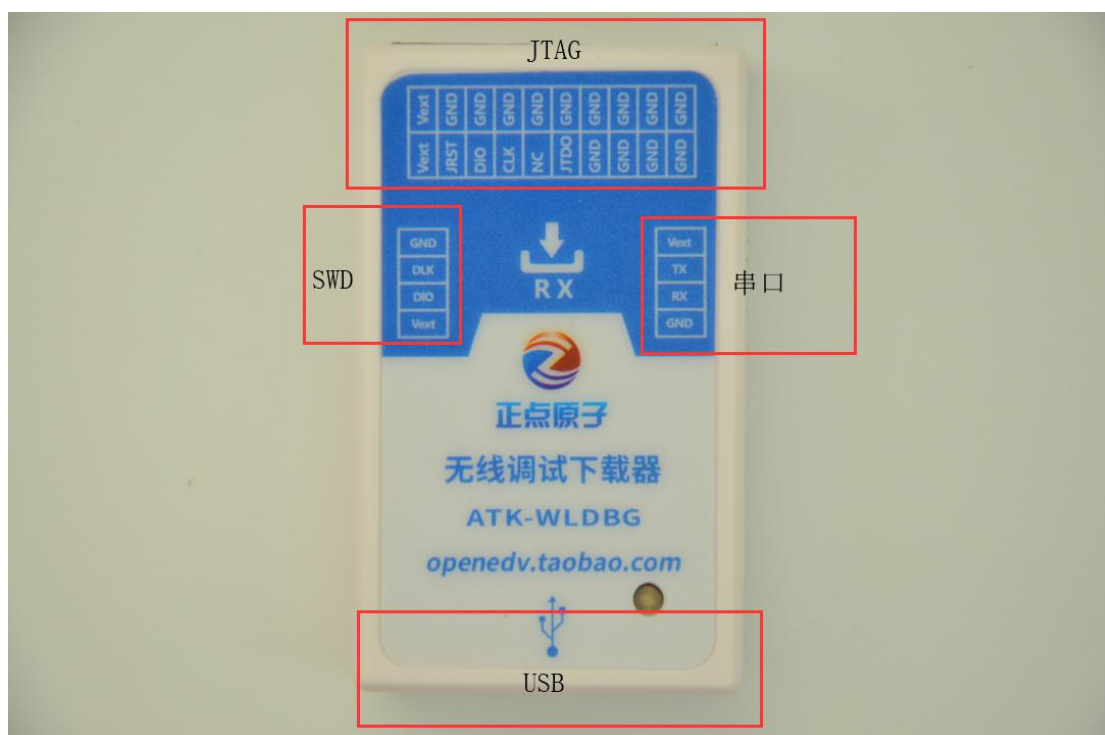 JTAG
Vext GND GND GND GND GND GND GND GND GND
Vext JRST DIO CLK NC JTDO GND GND GND GND
SWD
GND
DLK
DIO
Vext
RX
Vext
TX
RX
GND
串口
正点原子
无线调试下载器
ATK-WLDBG
openedv.taobao.com
USB